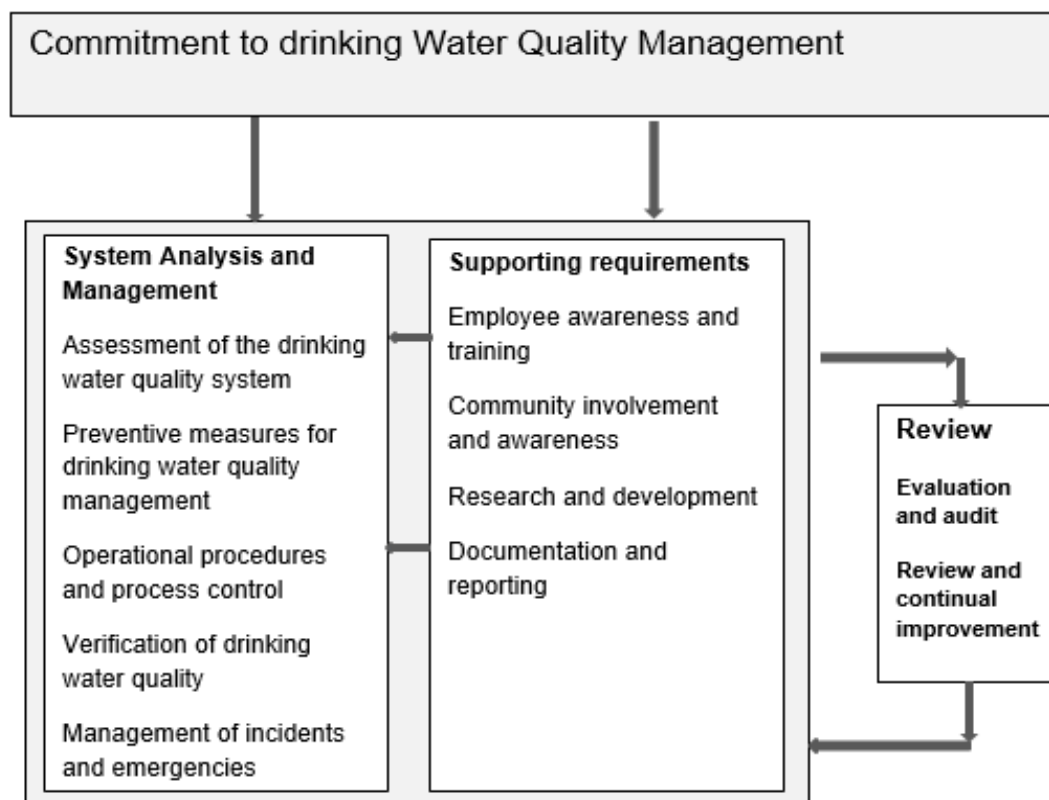 Commitment to drinking Water Quality Management
System Analysis and
Management
Assessment of the drinking
water quality system
Preventive measures for
drinking water quality
management
Operational procedures
and process control
Verification of drinking
water quality
Management of incidents
and emergencies
Supporting requirements
Employee awareness and
training
Community involvement
and awareness
Research and development
Documentation and
reporting
Review
Evaluation
and audit
Review and
continual
improvement